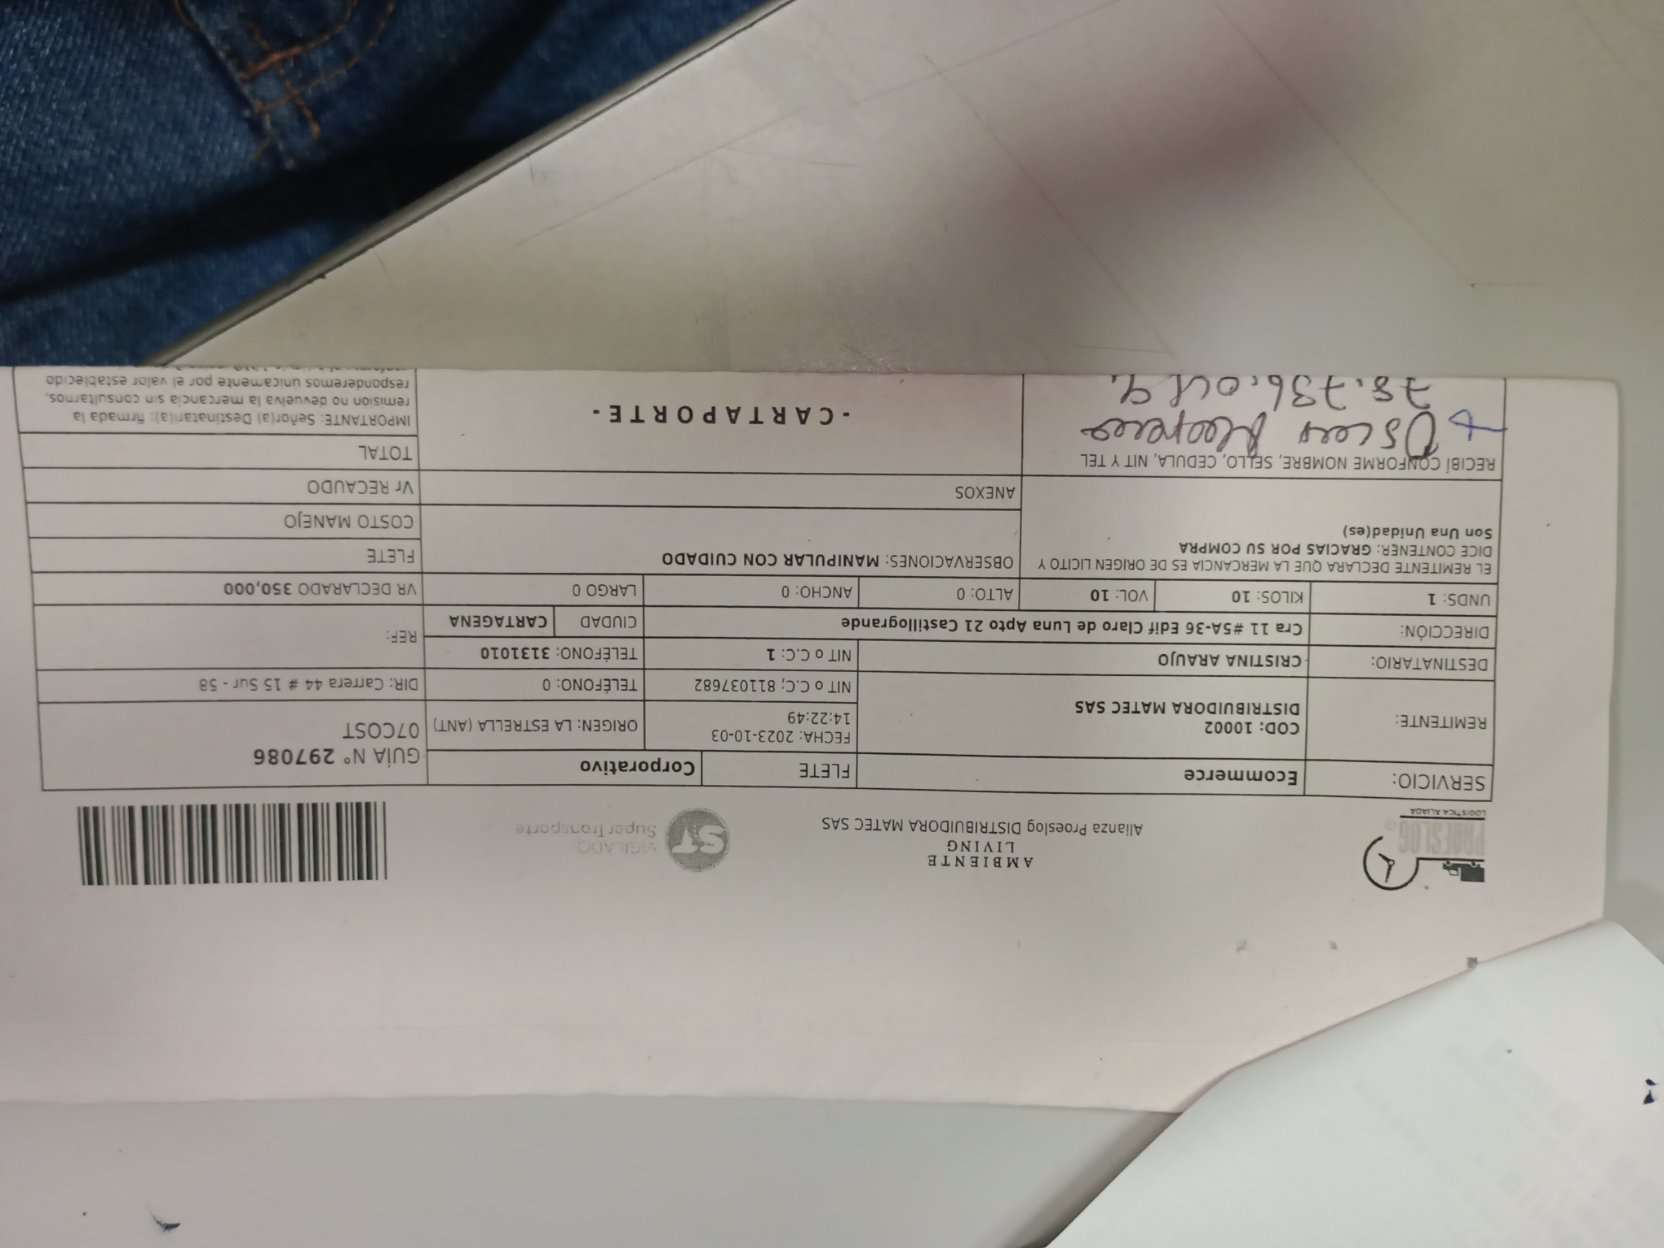 PROESLOG
LOGISTICA ALIADA
AMBIENTE
LIVING
Alianza Proeslog DISTRIBUIDORA MATEC SAS
ST
VIGILADO
SuperTransporte
SERVICIO: Ecommerce FLETE Corporativo
GUÍA N° 297086
07COST
REMITENTE: COD: 10002
DISTRIBUIDORA MATEC SAS
FECHA: 2023-10-03
14:22:49
ORIGEN: LA ESTRELLA (ANT)
NIT o C.C; 811037682 TELÉFONO: 0 DIR: Carrera 44 # 15 Sur - 58
DESTINATARIO: CRISTINA ARAUJO NIT o C.C: 1 TELÉFONO: 3131010 REF:
DIRECCIÓN: Cra 11 #5A-36 Edif Claro de Luna Apto 21 Castillogrande CIUDAD CARTAGENA
UNDS: 1 KILOS: 10 VOL: 10 ALTO: 0 ANCHO: 0 LARGO 0 VR DECLARADO 350,000
EL REMITENTE DECLARA QUE LA MERCANCIA ES DE ORIGEN LICITO Y
DICE CONTENER: GRACIAS POR SU COMPRA
Son Una Unidad(es)
OBSERVACIONES: MANIPULAR CON CUIDADO
ANEXOS
FLETE
COSTO MANEJO
Vr RECAUDO
TOTAL
RECIBÍ CONFORME NOMBRE, SELLO, CEDULA, NIT Y TEL
Oscar
78.736.
-CARTAPORTE-
IMPORTANTE: Señor(a) Destinatari(a): firmada la
remisión no devuelva la mercancia sin consultarnos,
responderemos unicamente por el valor establecido